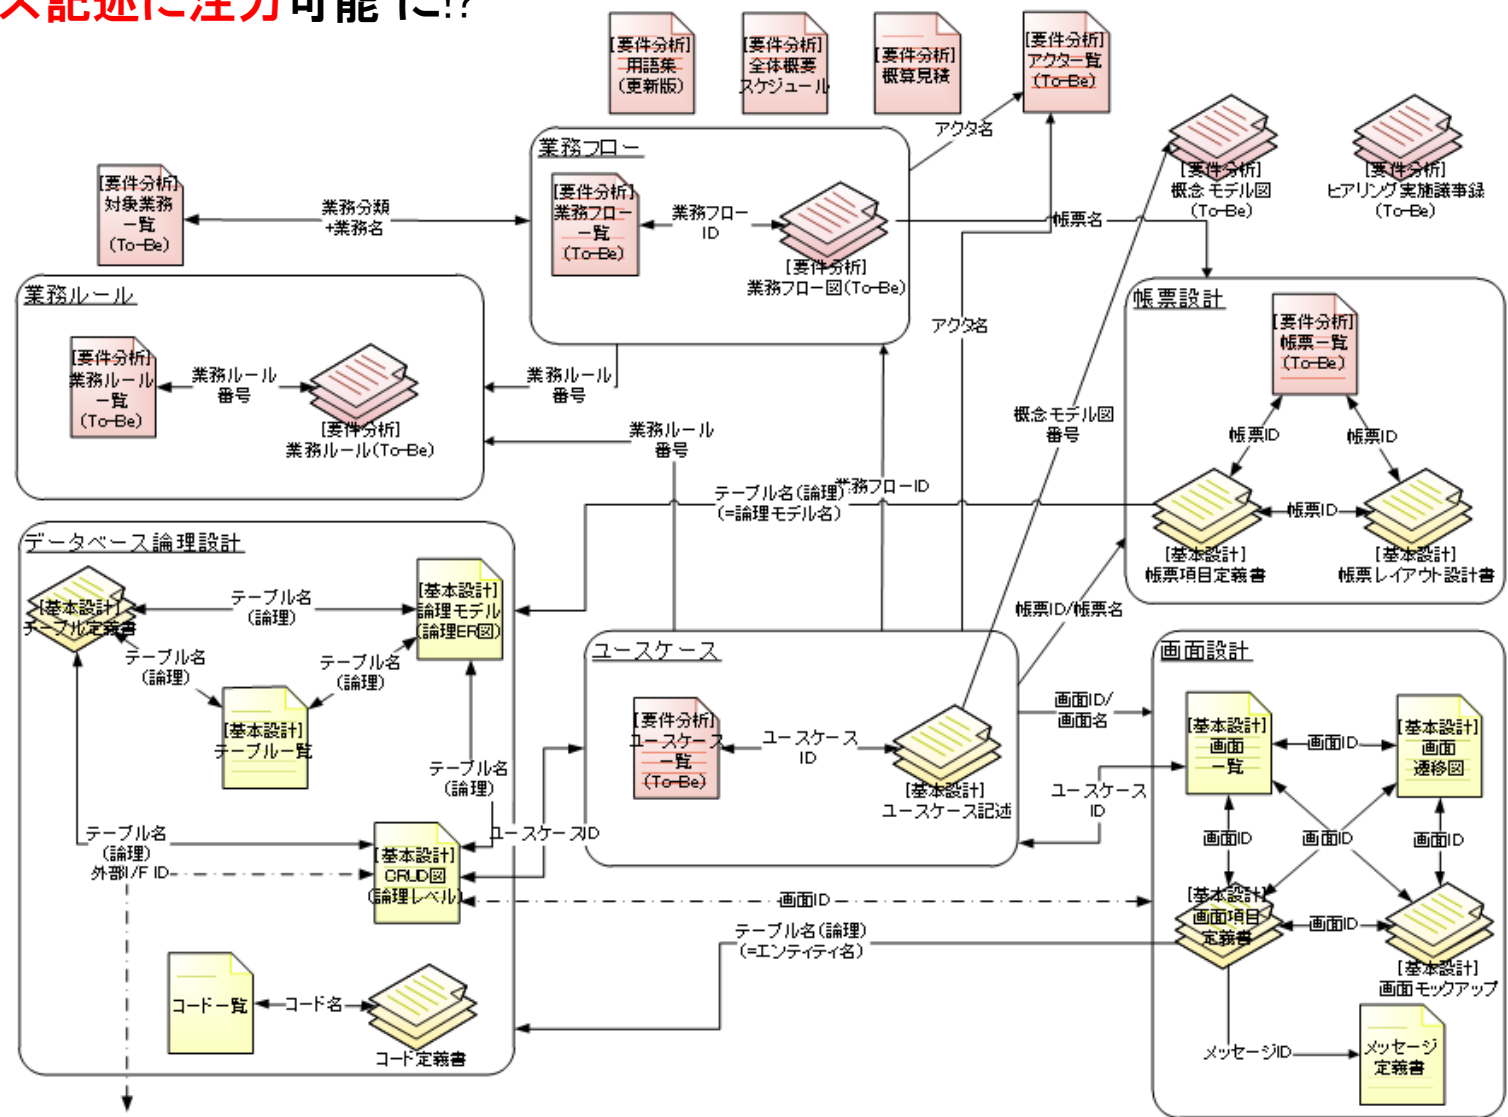 ス記述に注力可能 に!?
[要件分析]
用語集
(更新版)
[要件分析]
全体概要
スケジュール
[要件分析]
概算見積
[要件分析]
アクター覧
(To-Be)
アクタ名
業務フロー
[要件分析]
業務フロー
一覧
(To-Be)
業務フロー
ID
[要件分析]
業務フロー図(To-Be)
[要件分析]
対象業務
一覧
(To-Be)
業務分類
+業務名
[要件分析]
概念モデル図
(To-Be)
[要件分析]
ヒアリング実施議事録
(To-Be)
帳票名
業務ルール
[要件分析]
業務ルール
一覧
(To-Be)
業務ルール
番号
[要件分析]
業務ルール(To-Be)
業務ルール
番号
業務ルール
番号
アクタ名
概念モデル図
番号
帳票設計
[要件分析]
帳票一覧
(To-Be)
帳票ID
帳票ID
帳票ID
[基本設計]
帳票項目定義書
[基本設計]
帳票レイアウト設計書
テーブル名(論理)
(=論理モデル名)
業務フローID
帳票ID/帳票名
データベース論理設計
[基本設計]
テーブル定義書
テーブル名
(論理)
[基本設計]
論理モデル
(論理ER図)
テーブル名
(論理)
テーブル名
(論理)
[基本設計]
テーブル一覧
テーブル名
(論理)
テーブル名
(論理)
外部I/F ID
[基本設計]
CRUD図
(論理レベル)
ユースケースID
コード一覧
コード名
コード定義書
ユースケース
[要件分析]
ユースケース
一覧
(To-Be)
ユースケース
ID
[基本設計]
ユースケース記述
画面ID/
画面名
ユースケース
ID
画面ID
テーブル名(論理)
(=エンティティ名)
画面設計
[基本設計]
画面
一覧
画面ID
[基本設計]
画面
遷移図
画面ID
画面ID
画面ID
[基本設計]
画面項目
定義書
画面ID
[基本設計]
画面モックアップ
メッセージID
メッセージ
定義書